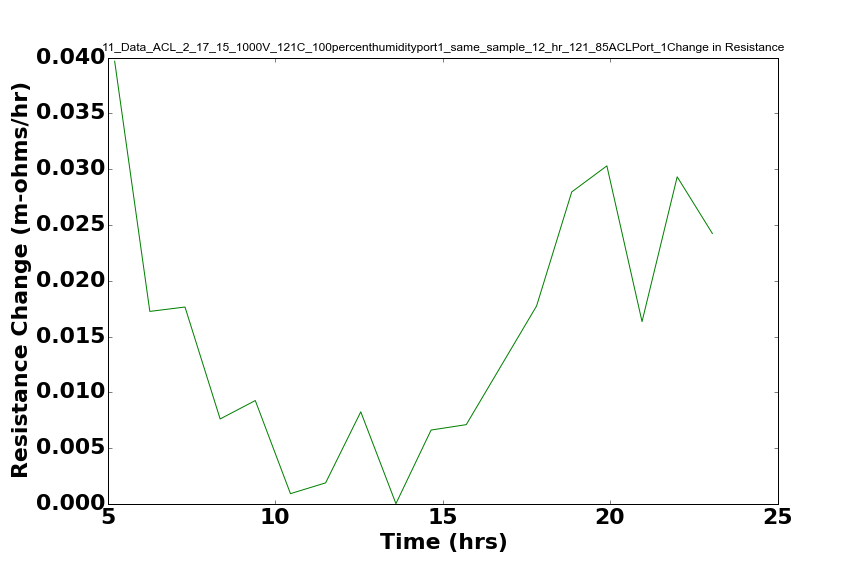 11_Data_ACL_2_17_15_1000V_121C_100percenthumidityport1_same_sample_12_hr_121_85ACLPort_1Change in Resistance
0.040
0.035
0.030
0.025
0.020
0.015
0.010
0.005
0.000
Resistance Change (m-ohms/hr)
5 10 15 20 25
Time (hrs)